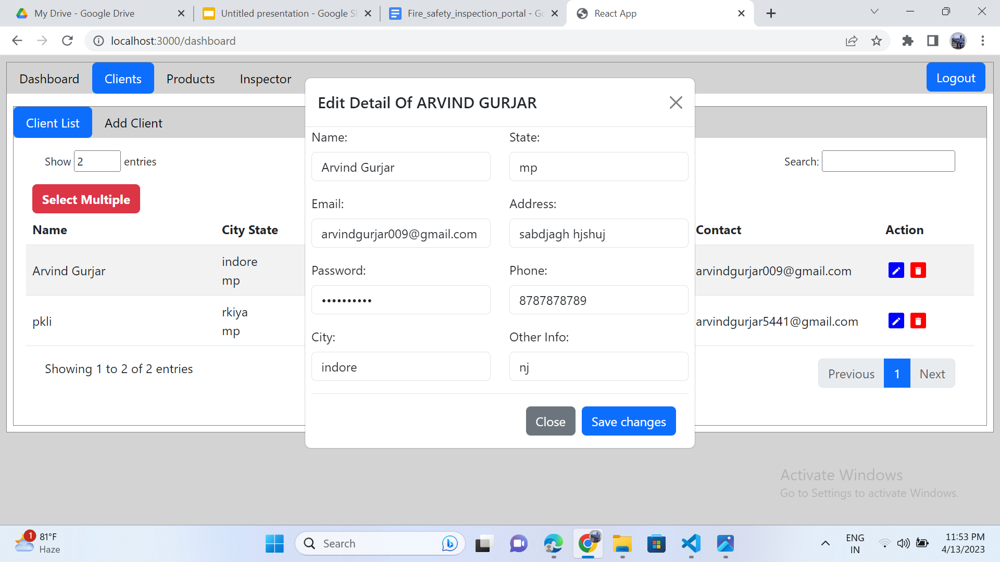 My Drive - Google Drive
Untitled presentation - Google Sl
Fire_safety_inspection_portal - Go
React App
localhost:3000/dashboard
Dashboard
Clients
Products
Inspector
Logout
Client List
Add Client
Show 2 entries
Search:
Select Multiple
Name
City State
Contact
Action
Arvind Gurjar
indore
mp
arvindgurjar009@gmail.com
pkli
rkiya
mp
arvindgurjar5441@gmail.com
Showing 1 to 2 of 2 entries
Previous 1 Next
Edit Detail Of ARVIND GURJAR
Name:
Arvind Gurjar
State:
mp
Email:
arvindgurjar009@gmail.com
Address:
sabdjagh hjshuj
Password:
••••••••••
Phone:
8787878789
City:
indore
Other Info:
nj
Close
Save changes
Activate Windows
Go to Settings to activate Windows.
1
81°F
Haze
Search
ENG
IN
11:53 PM
4/13/2023